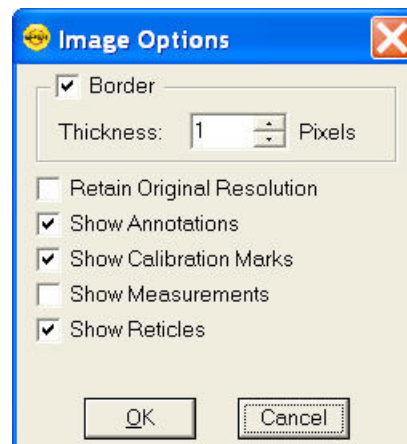 Image Options
Border
Thickness: 1 Pixels
Retain Original Resolution
Show Annotations
Show Calibration Marks
Show Measurements
Show Reticles
OK Cancel